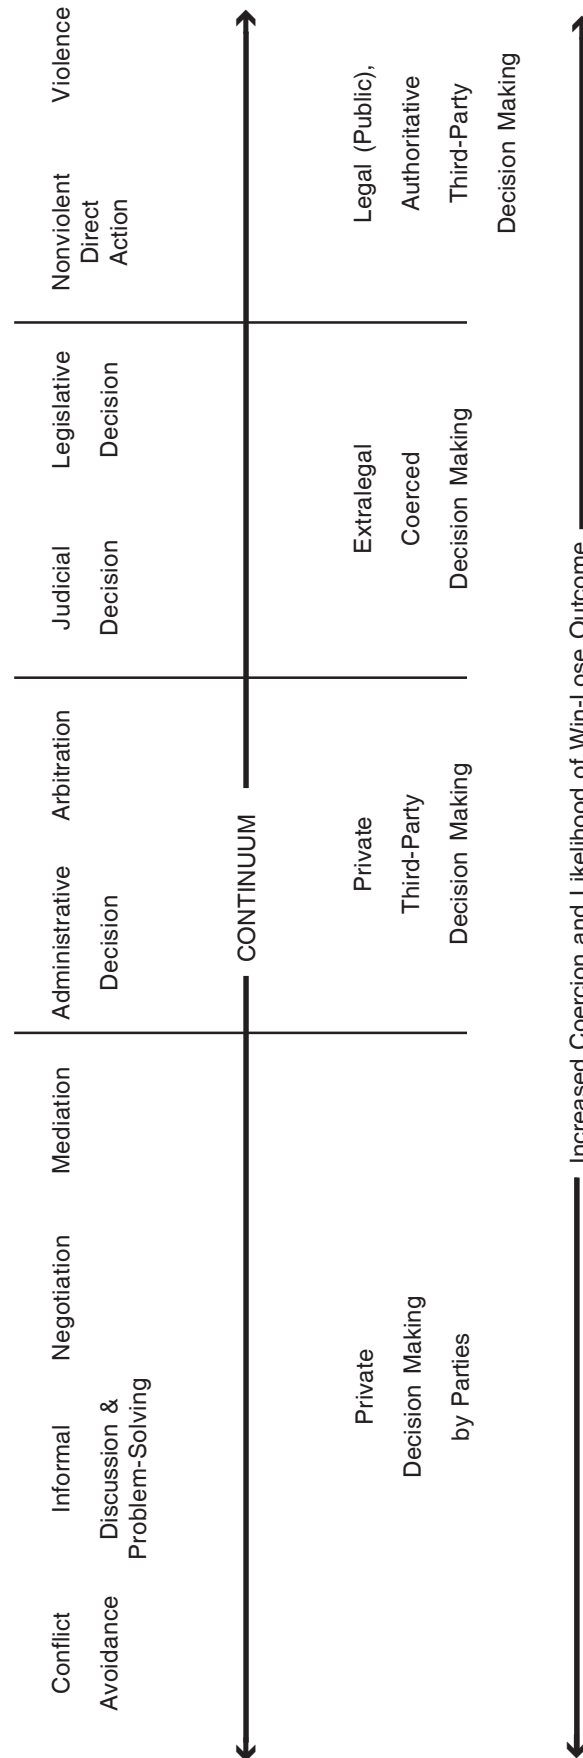 Conflict
Avoidance
Informal
Discussion &
Problem-Solving
Negotiation
Mediation
Administrative
Decision
Arbitration
Judicial
Decision
Legislative
Decision
Nonviolent
Direct
Action
Violence
CONTINUUM
Private
Decision Making
by Parties
Private
Third-Party
Decision Making
Extralegal
Coerced
Decision Making
Legal (Public),
Authoritative
Third-Party
Decision Making
Increased Coercion and Likelihood of Win-Lose Outcome